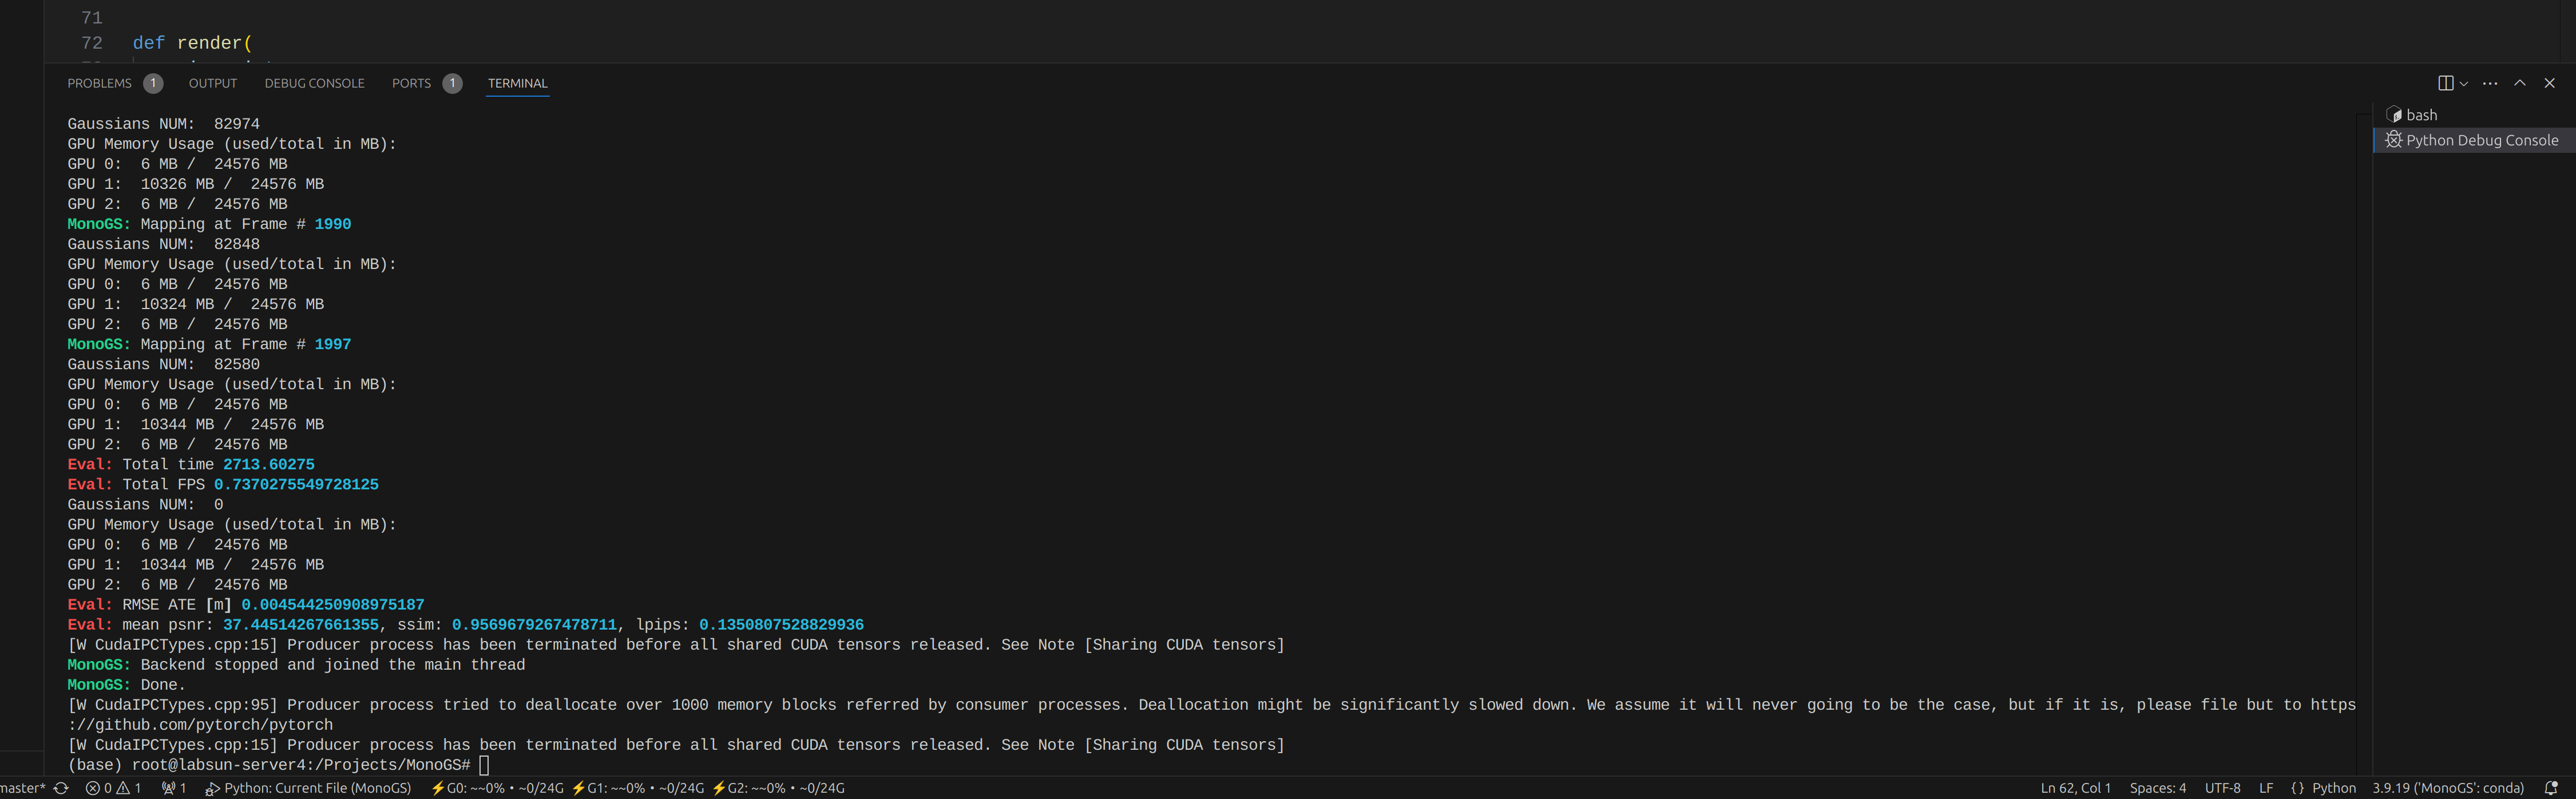 71
72 def render(
PROBLEMS 1 OUTPUT DEBUG CONSOLE PORTS 1 TERMINAL
bash
Python Debug Console
Gaussians NUM:  82974
GPU Memory Usage (used/total in MB):
GPU 0:  6 MB /  24576 MB
GPU 1:  10326 MB /  24576 MB
GPU 2:  6 MB /  24576 MB
MonoGS: Mapping at Frame # 1990
Gaussians NUM:  82848
GPU Memory Usage (used/total in MB):
GPU 0:  6 MB /  24576 MB
GPU 1:  10324 MB /  24576 MB
GPU 2:  6 MB /  24576 MB
MonoGS: Mapping at Frame # 1997
Gaussians NUM:  82580
GPU Memory Usage (used/total in MB):
GPU 0:  6 MB /  24576 MB
GPU 1:  10344 MB /  24576 MB
GPU 2:  6 MB /  24576 MB
Eval: Total time 2713.60275
Eval: Total FPS 0.7370275549728125
Gaussians NUM:  0
GPU Memory Usage (used/total in MB):
GPU 0:  6 MB /  24576 MB
GPU 1:  10344 MB /  24576 MB
GPU 2:  6 MB /  24576 MB
Eval: RMSE ATE [m] 0.004544250908975187
Eval: mean psnr: 37.44514267661355, ssim: 0.9569679267478711, lpips: 0.1350807528829936
[W CudaIPCTypes.cpp:15] Producer process has been terminated before all shared CUDA tensors released. See Note [Sharing CUDA tensors]
MonoGS: Backend stopped and joined the main thread
MonoGS: Done.
[W CudaIPCTypes.cpp:95] Producer process tried to deallocate over 1000 memory blocks referred by consumer processes. Deallocation might be significantly slowed down. We assume it will never going to be the case, but if it is, please file but to https
://github.com/pytorch/pytorch
[W CudaIPCTypes.cpp:15] Producer process has been terminated before all shared CUDA tensors released. See Note [Sharing CUDA tensors]
(base) root@labsun-server4:/Projects/MonoGS#
master* 0 1 1 Python: Current File (MonoGS) ⚡G0: ~~0% • ~0/24G ⚡G1: ~~0% • ~0/24G ⚡G2: ~~0% • ~0/24G Ln 62, Col 1 Spaces: 4 UTF-8 LF {} Python 3.9.19 ('MonoGS': conda)